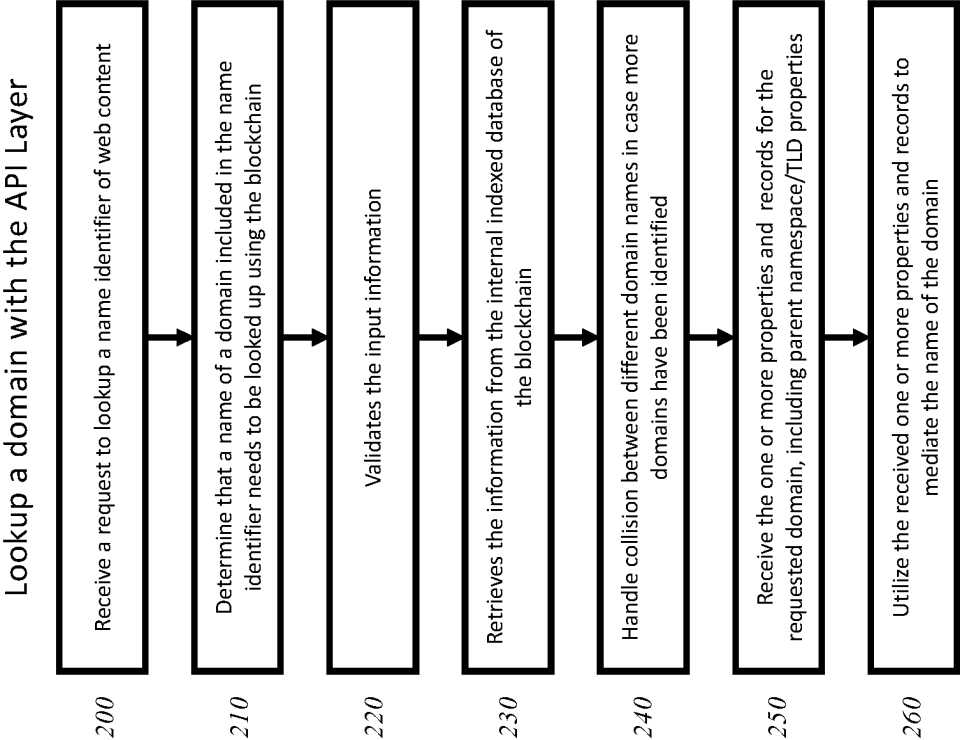 Lookup a domain with the API Layer
200
Receive a request to lookup a name identifier of web content
210
Determine that a name of a domain included in the name
identifier needs to be looked up using the blockchain
220
Validates the input information
230
Retrieves the information from the internal indexed database of
the blockchain
240
Handle collision between different domain names in case more
domains have been identified
250
Receive the one or more properties and records for the
requested domain, including parent namespace/TLD properties
260
Utilize the received one or more properties and records to
mediate the name of the domain